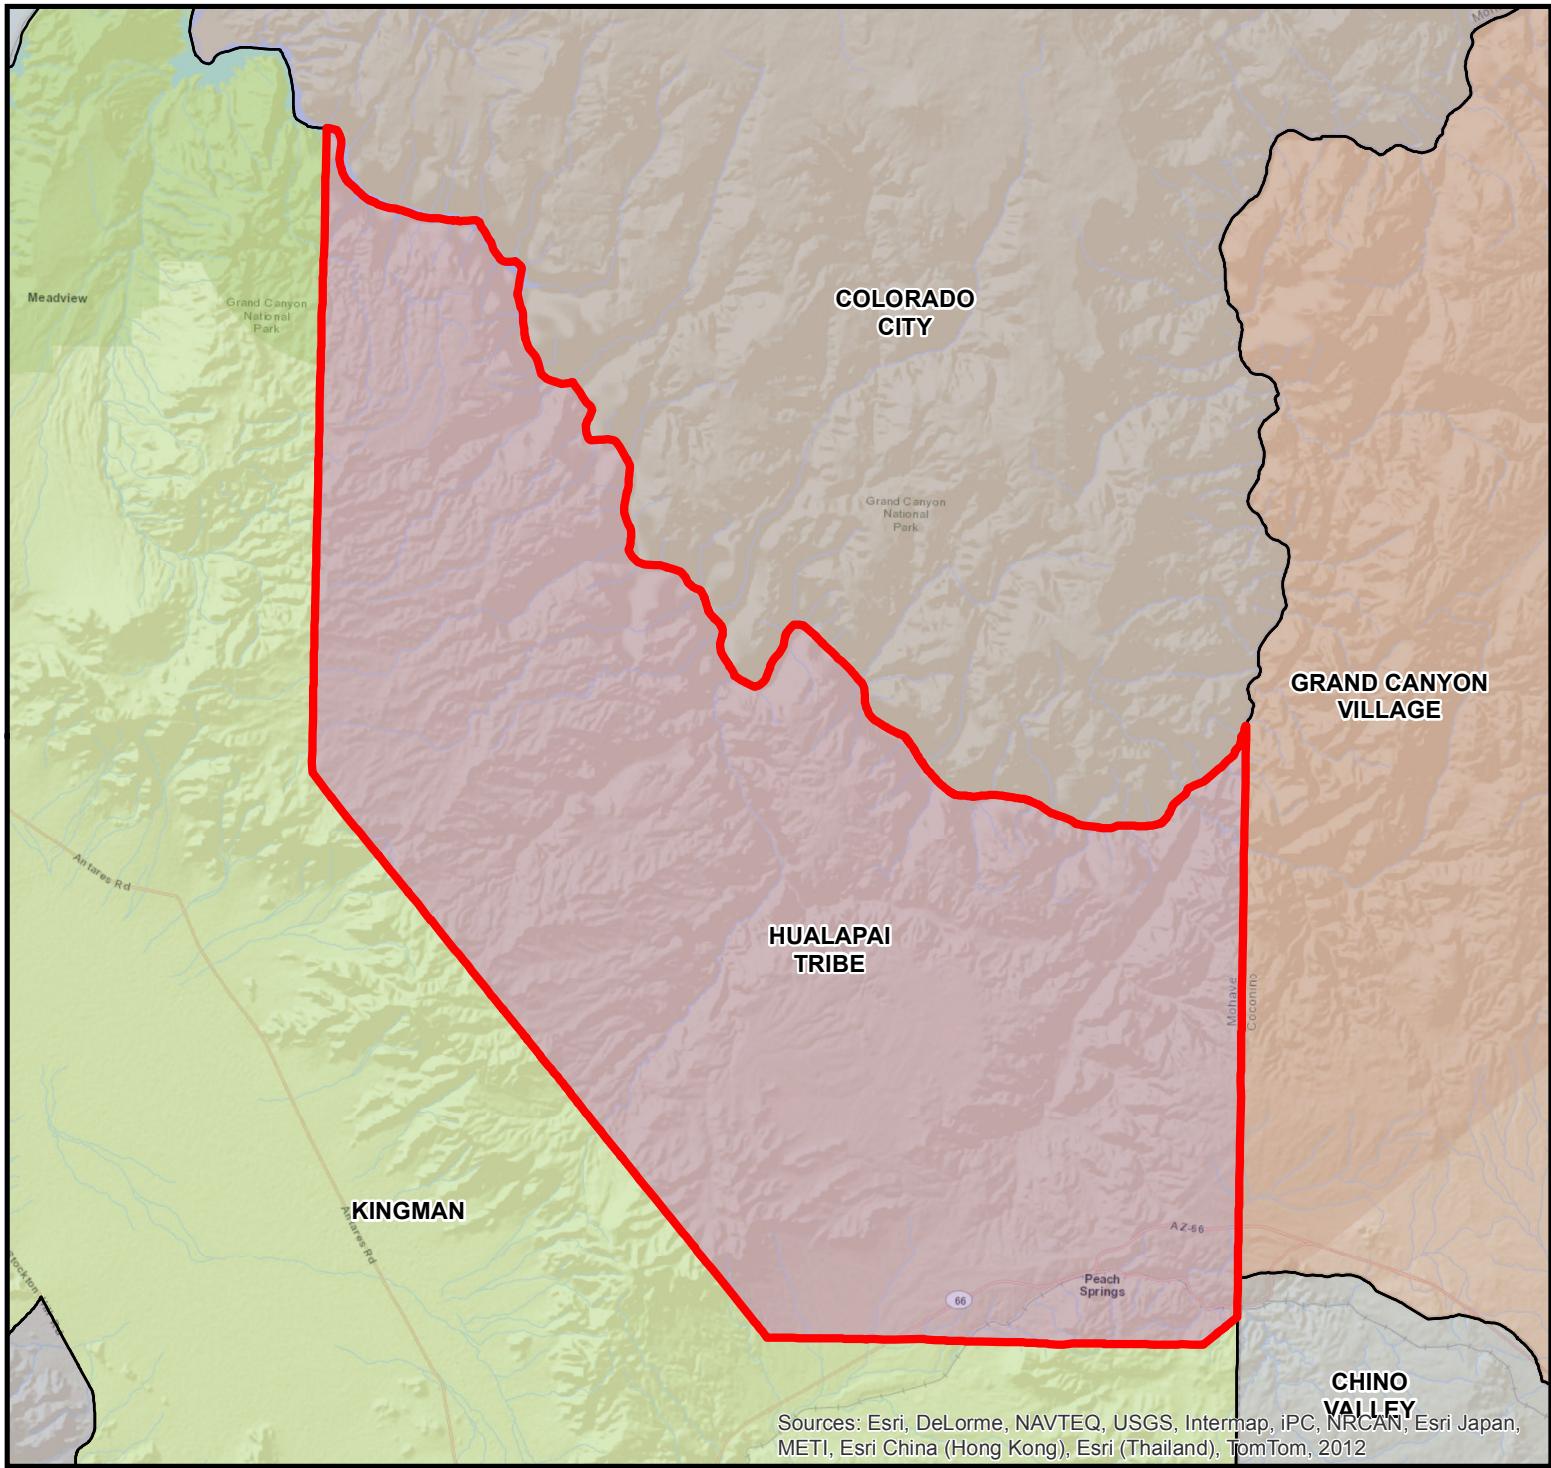 Meadview
Grand Canyon
National
Park
COLORADO
CITY
Grand Canyon
National
Park
GRAND CANYON
VILLAGE
Antares Rd
HUALAPAI
TRIBE
Mohave
Coconino
KINGMAN
Antares Rd
AZ-66
Peach
Springs
66
CHINO
VALLEY
Sources: Esri, DeLorme, NAVTEQ, USGS, Intermap, iPC, NRCAN, Esri Japan,
METI, Esri China (Hong Kong), Esri (Thailand), TomTom, 2012